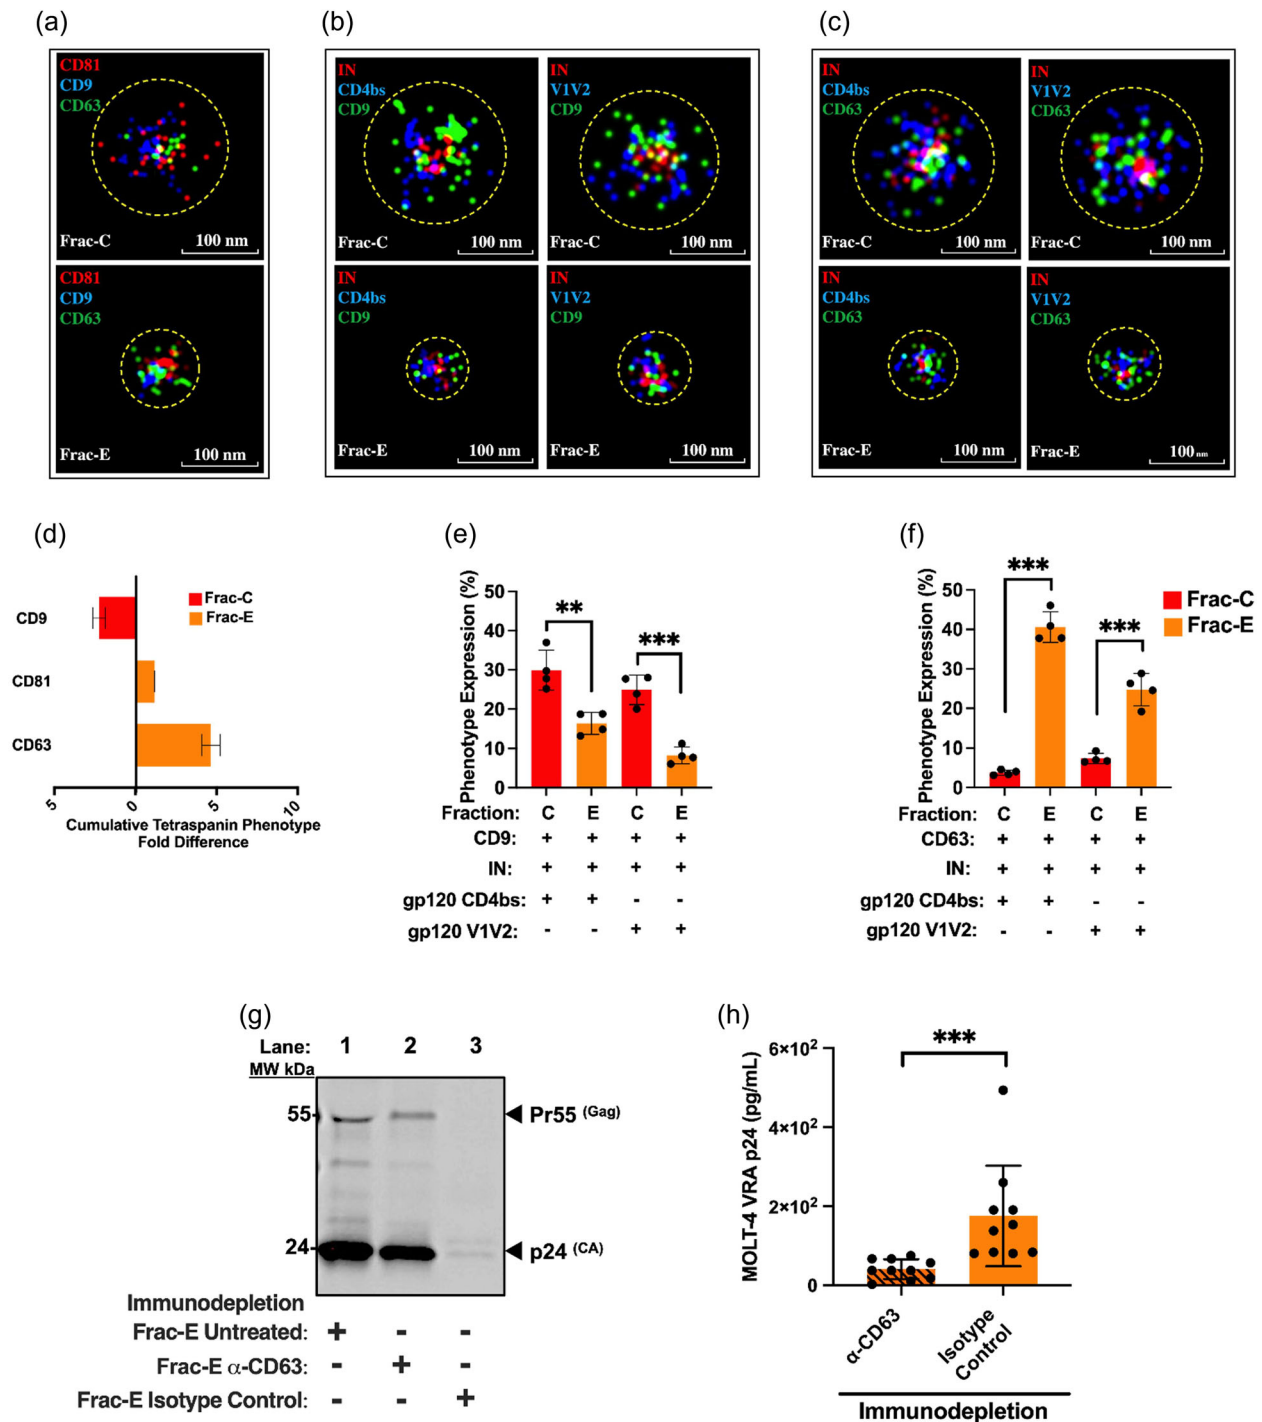 (a)
(b)
(c)
CD81
CD9
CD63
Frac-C
100 nm
CD81
CD9
CD63
Frac-E
100 nm
IN
CD4bs
CD9
Frac-C
100 nm
IN
V1V2
CD9
Frac-C
100 nm
IN
CD4bs
CD9
Frac-E
100 nm
IN
V1V2
CD9
Frac-E
100 nm
IN
CD4bs
CD63
Frac-C
100 nm
IN
V1V2
CD63
Frac-C
100 nm
IN
CD4bs
CD63
Frac-E
100 nm
IN
V1V2
CD63
Frac-E
100 nm
(d)
Frac-C
Frac-E
CD9
CD81
CD63
5 0 5 10
Cumulative Tetraspanin Phenotype
Fold Difference
(e)
Phenotype Expression (%)
50
40
30
20
10
0
** ***
Fraction: C E C E
CD9: + + + +
IN: + + + +
gp120 CD4bs: + + - -
gp120 V1V2: - - + +
(f)
Phenotype Expression (%)
50
40
30
20
10
0
*** ***
Frac-C
Frac-E
Fraction: C E C E
CD63: + + + +
IN: + + + +
gp120 CD4bs: + + - -
gp120 V1V2: - - + +
(g)
Lane: 1 2 3
MW kDa
55-
Pr55 (Gag)
24-
p24 (CA)
Immunodepletion
Frac-E Untreated: + - -
Frac-E α-CD63: - + -
Frac-E Isotype Control: - - +
(h)
MOLT-4 VRA p24 (pg/mL)
6×10²
4×10²
2×10²
0
***
α-CD63
Isotype
Control
Immunodepletion